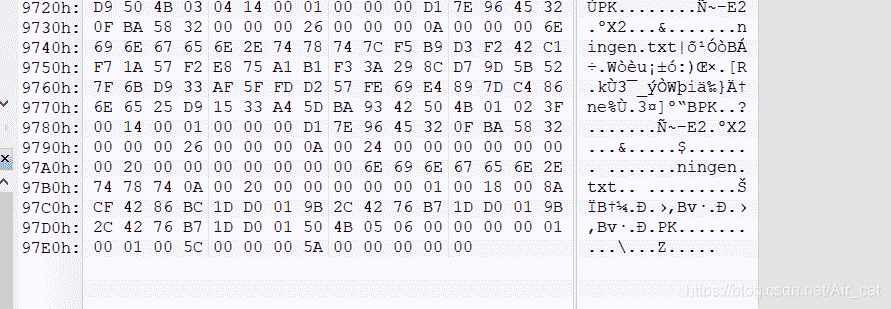 9720h: D9 50 4B 03 04 14 00 01 00 00 00 D1 7E 96 45 32 ÙPK........Ñ~–E2
9730h: 0F BA 58 32 00 00 00 26 00 00 00 0A 00 00 00 6E .ºX2...&.......n
9740h: 69 6E 67 65 6E 2E 74 78 74 7C F5 B9 D3 F2 42 C1 ingen.txt|õ¹ÓòBÁ
9750h: F7 1A 57 F2 E8 75 A1 B1 F3 3A 29 8C D7 9D 5B 52 ÷.Wòèu¡±ó:)Œ×.[R
9760h: 7F 6B D9 33 AF 5F FD D2 57 FE 69 E4 89 7D C4 86 .kÙ3¯_ýÒWþiä‰}Ä†
9770h: 6E 65 25 D9 15 33 A4 5D BA 93 42 50 4B 01 02 3F ne%Ù.3¤]º“BPK..?
9780h: 00 14 00 01 00 00 00 D1 7E 96 45 32 0F BA 58 32 .......Ñ~–E2.ºX2
9790h: 00 00 00 26 00 00 00 0A 00 24 00 00 00 00 00 00 ...&.....$......
97A0h: 00 20 00 00 00 00 00 00 00 6E 69 6E 67 65 6E 2E . .......ningen.
97B0h: 74 78 74 0A 00 20 00 00 00 00 00 01 00 18 00 8A txt.. .........Š
97C0h: CF 42 86 BC 1D D0 01 9B 2C 42 76 B7 1D D0 01 9B ÏB†¼.Ð.›,Bv·.Ð.›
97D0h: 2C 42 76 B7 1D D0 01 50 4B 05 06 00 00 00 00 01 ,Bv·.Ð.PK.......
97E0h: 00 01 00 5C 00 00 00 5A 00 00 00 00 00 ...\...Z.....
https://blog.csdn.net/Air_cat